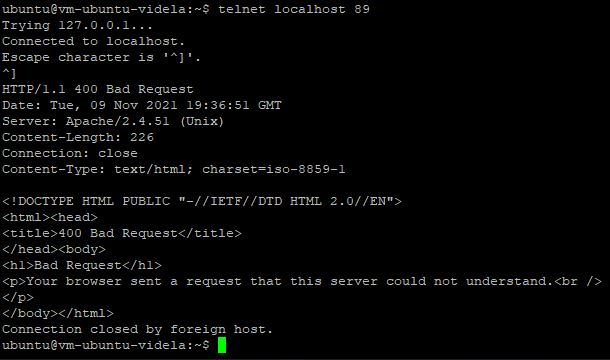 ubuntu@vm-ubuntu-videla:~$ telnet localhost 89
Trying 127.0.0.1...
Connected to localhost.
Escape character is '^]'.
^]
HTTP/1.1 400 Bad Request
Date: Tue, 09 Nov 2021 19:36:51 GMT
Server: Apache/2.4.51 (Unix)
Content-Length: 226
Connection: close
Content-Type: text/html; charset=iso-8859-1

<!DOCTYPE HTML PUBLIC "-//IETF//DTD HTML 2.0//EN">
<html><head>
<title>400 Bad Request</title>
</head><body>
<h1>Bad Request</h1>
<p>Your browser sent a request that this server could not understand.<br />
</p>
</body></html>
Connection closed by foreign host.
ubuntu@vm-ubuntu-videla:~$